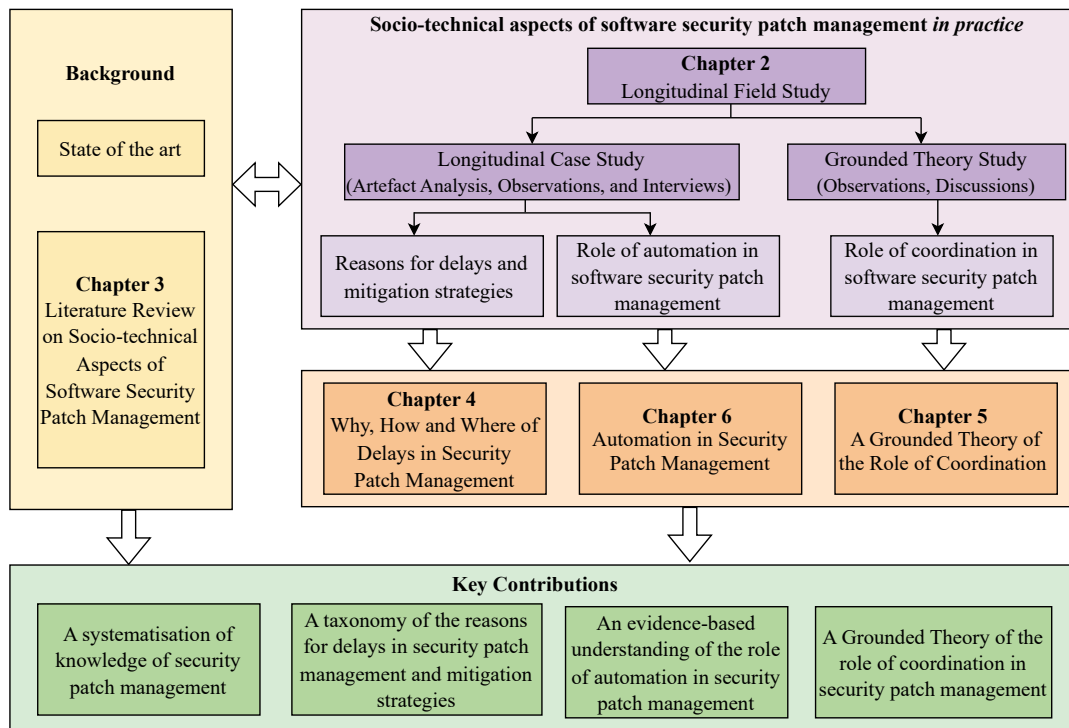 Background
State of the art
Chapter 3
Literature Review
on Socio-technical
Aspects of
Software Security
Patch Management
Socio-technical aspects of software security patch management in practice
Chapter 2
Longitudinal Field Study
Longitudinal Case Study
(Artefact Analysis, Observations, and Interviews)
Grounded Theory Study
(Observations, Discussions)
Reasons for delays and
mitigation strategies
Role of automation in
software security patch
management
Role of coordination in
software security patch
management
Chapter 4
Why, How and Where of
Delays in Security
Patch Management
Chapter 6
Automation in Security
Patch Management
Chapter 5
A Grounded Theory of
the Role of Coordination
Key Contributions
A systematisation of
knowledge of security
patch management
A taxonomy of the reasons
for delays in security patch
management and mitigation
strategies
An evidence-based
understanding of the role
of automation in security
patch management
A Grounded Theory of the
role of coordination in
security patch management